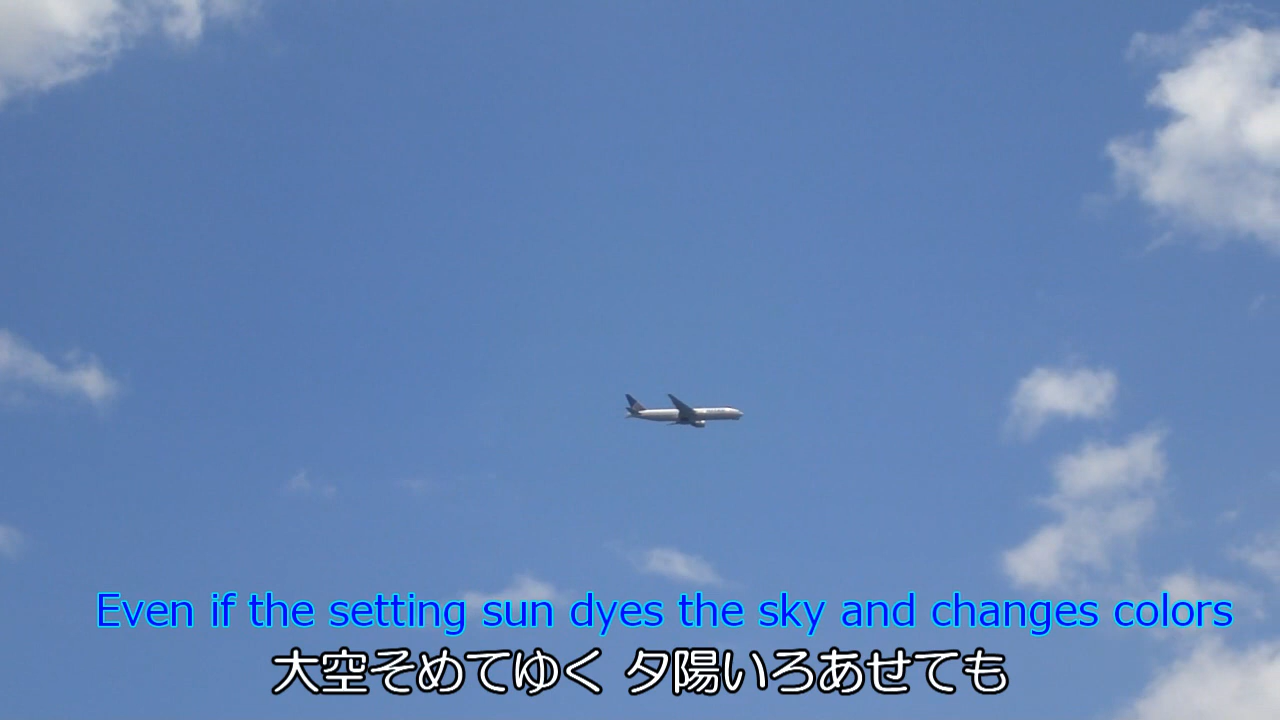 Even if the setting sun dyes the sky and changes colors
大空そめてゆく 夕陽いろあせても